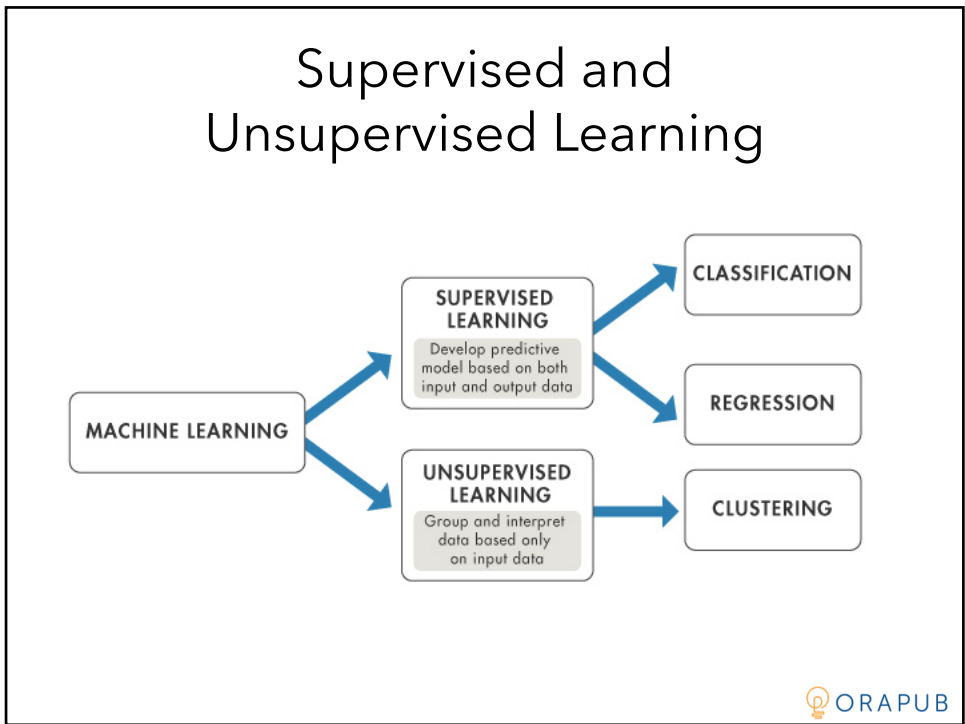 Supervised and
Unsupervised Learning
MACHINE LEARNING
SUPERVISED
LEARNING
Develop predictive
model based on both
input and output data
UNSUPERVISED
LEARNING
Group and interpret
data based only
on input data
CLASSIFICATION
REGRESSION
CLUSTERING
ORAPUB